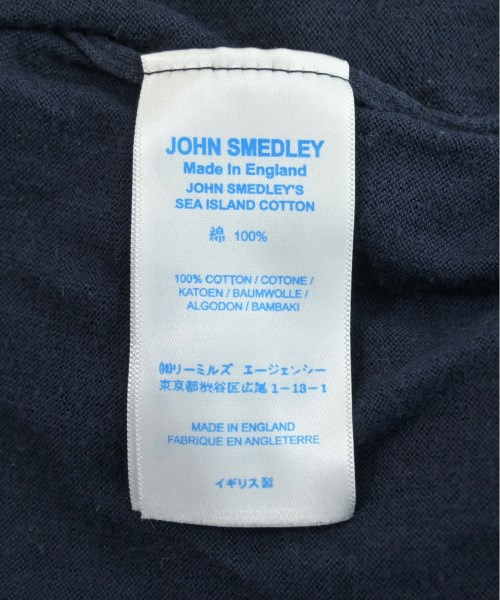 JOHN SMEDLEY
Made In England
JOHN SMEDLEY'S
SEA ISLAND COTTON
綿 100%
100% COTTON / COTONE /
KATOEN / BAUMWOLLE /
ALGODON / BAMBAKI
㈱リーミルズ エージェンシー
東京都渋谷区広尾1-13-1
MADE IN ENGLAND
FABRIQUE EN ANGLETERRE
イギリス製